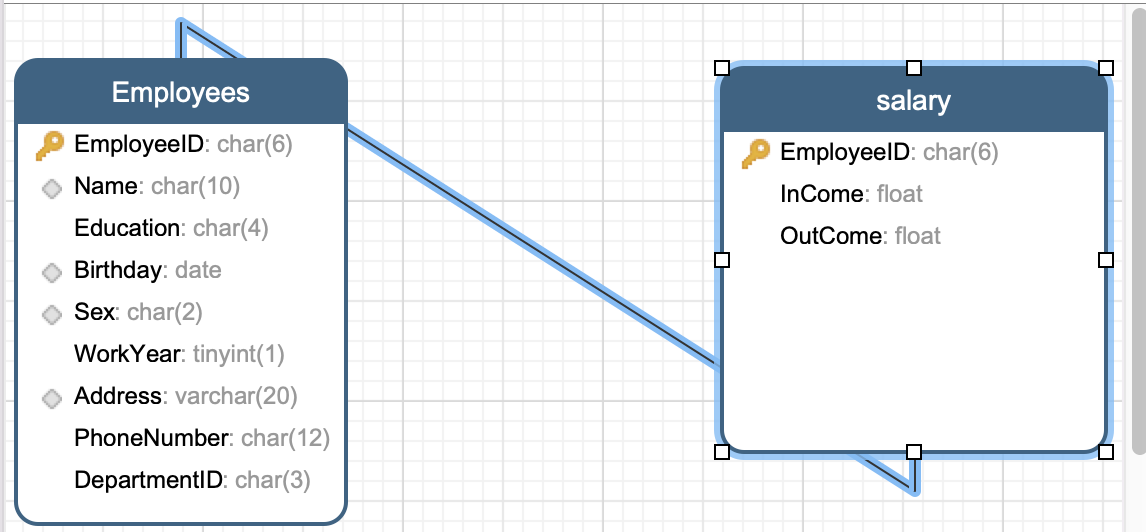 Employees
EmployeeID: char(6)
Name: char(10)
Education: char(4)
Birthday: date
Sex: char(2)
WorkYear: tinyint(1)
Address: varchar(20)
PhoneNumber: char(12)
DepartmentID: char(3)
salary
EmployeeID: char(6)
InCome: float
OutCome: float